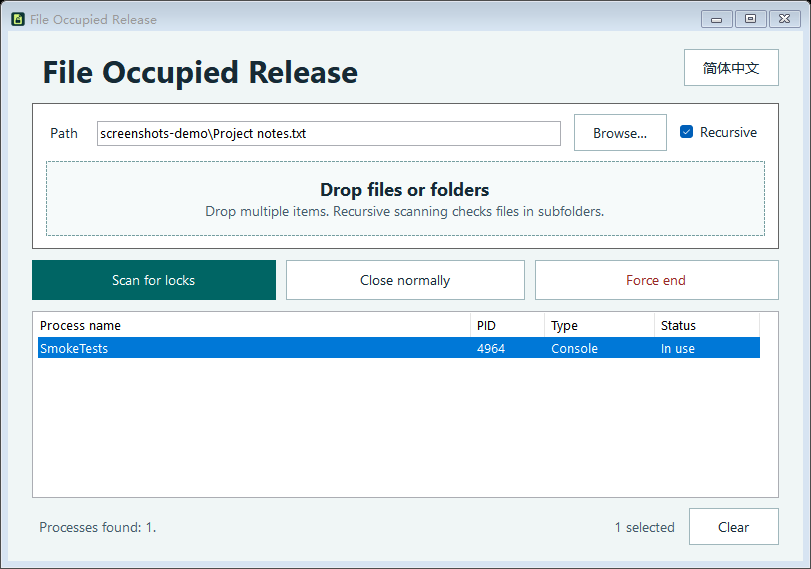 File Occupied Release
File Occupied Release
简体中文
Path
screenshots-demo\Project notes.txt
Browse...
Recursive
Drop files or folders
Drop multiple items. Recursive scanning checks files in subfolders.
Scan for locks
Close normally
Force end
Process name PID Type Status
SmokeTests 4964 Console In use
Processes found: 1.
1 selected
Clear